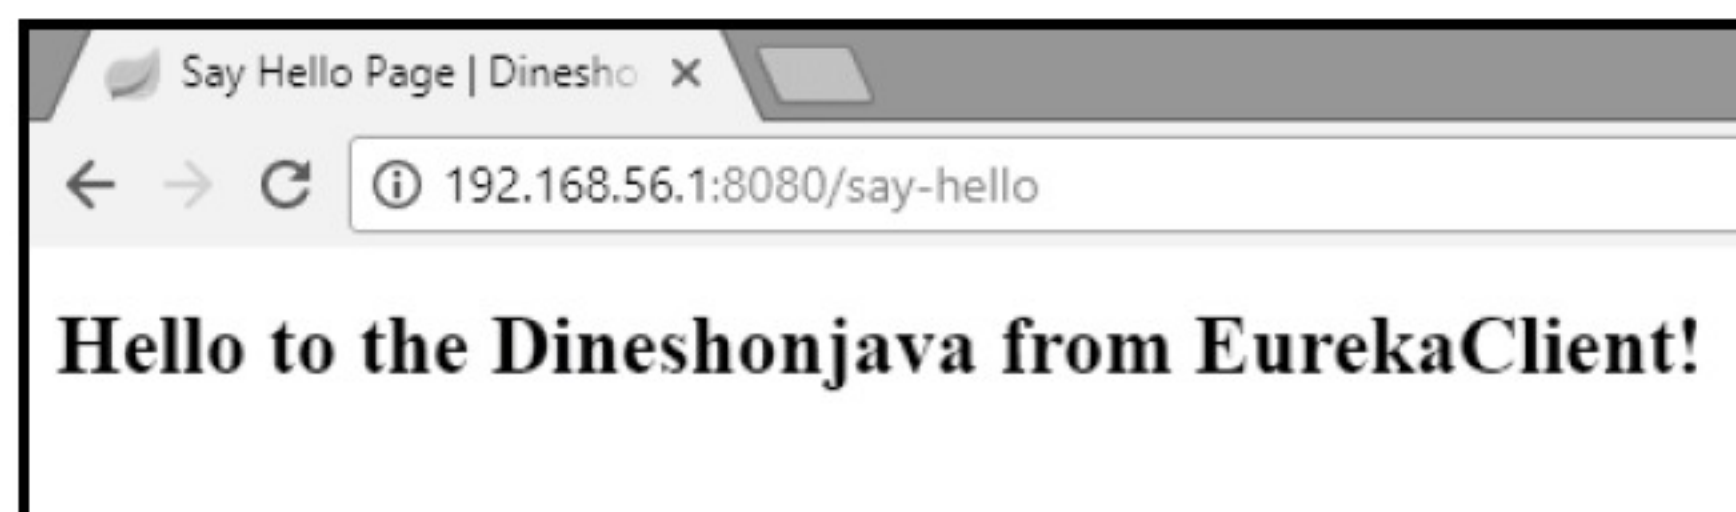 Say Hello Page | Dinesho
192.168.56.1:8080/say-hello
Hello to the Dineshonjava from EurekaClient!